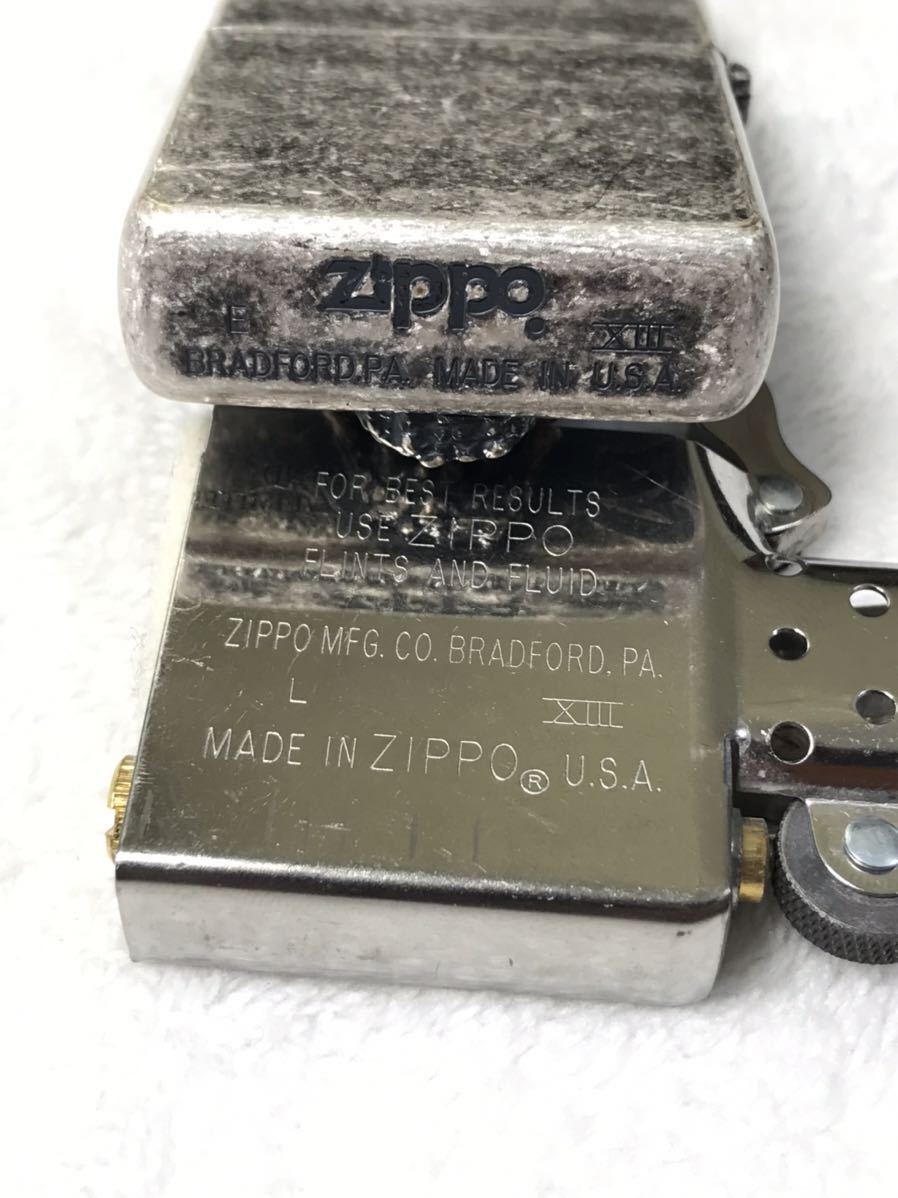 zippo
E XIII
BRADFORD.PA. MADE IN U.S.A.
FOR BEST RESULTS
USE ZIPPO
FLINTS AND FLUID
ZIPPO MFG. CO. BRADFORD, PA.
L XIII
MADE IN ZIPPO® U.S.A.